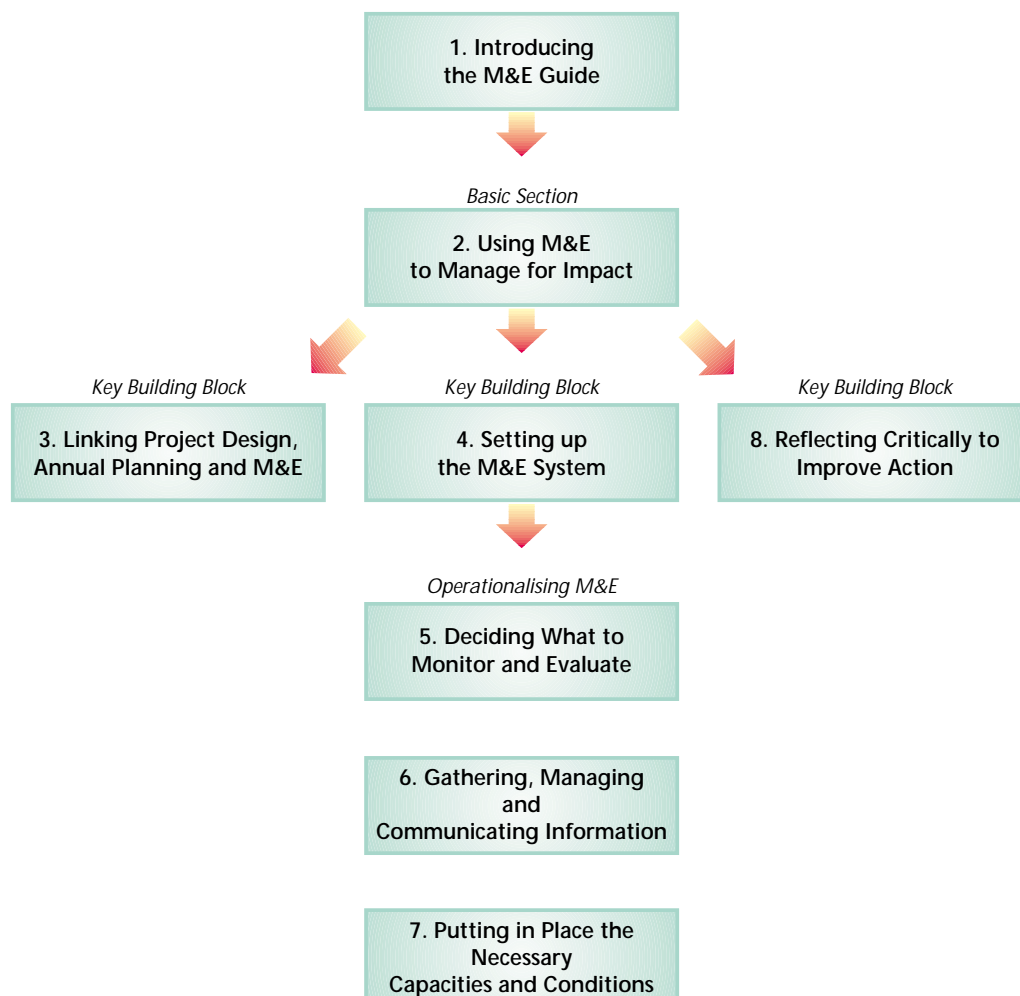 1. Introducing
the M&E Guide
Basic Section
2. Using M&E
to Manage for Impact
Key Building Block
3. Linking Project Design,
Annual Planning and M&E
Key Building Block
4. Setting up
the M&E System
Key Building Block
8. Reflecting Critically to
Improve Action
Operationalising M&E
5. Deciding What to
Monitor and Evaluate
6. Gathering, Managing
and
Communicating Information
7. Putting in Place the
Necessary
Capacities and Conditions